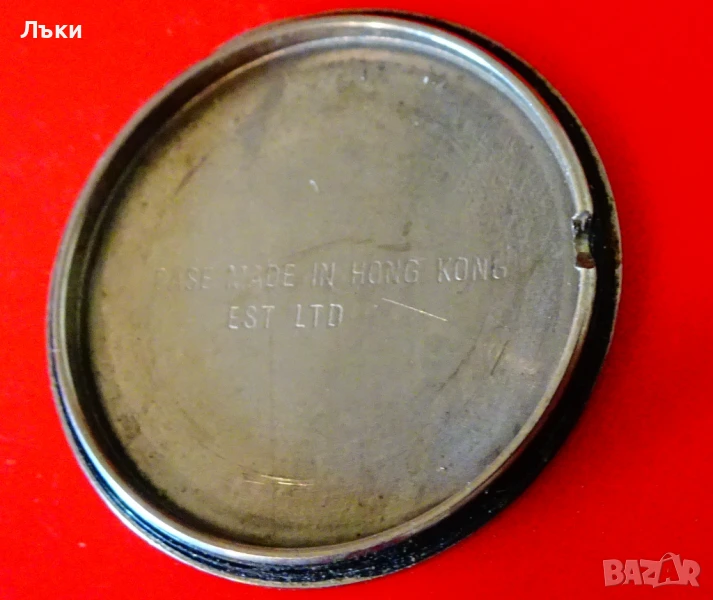 Лъки
CASE MADE IN HONG KONG
EST LTD
BAZAR